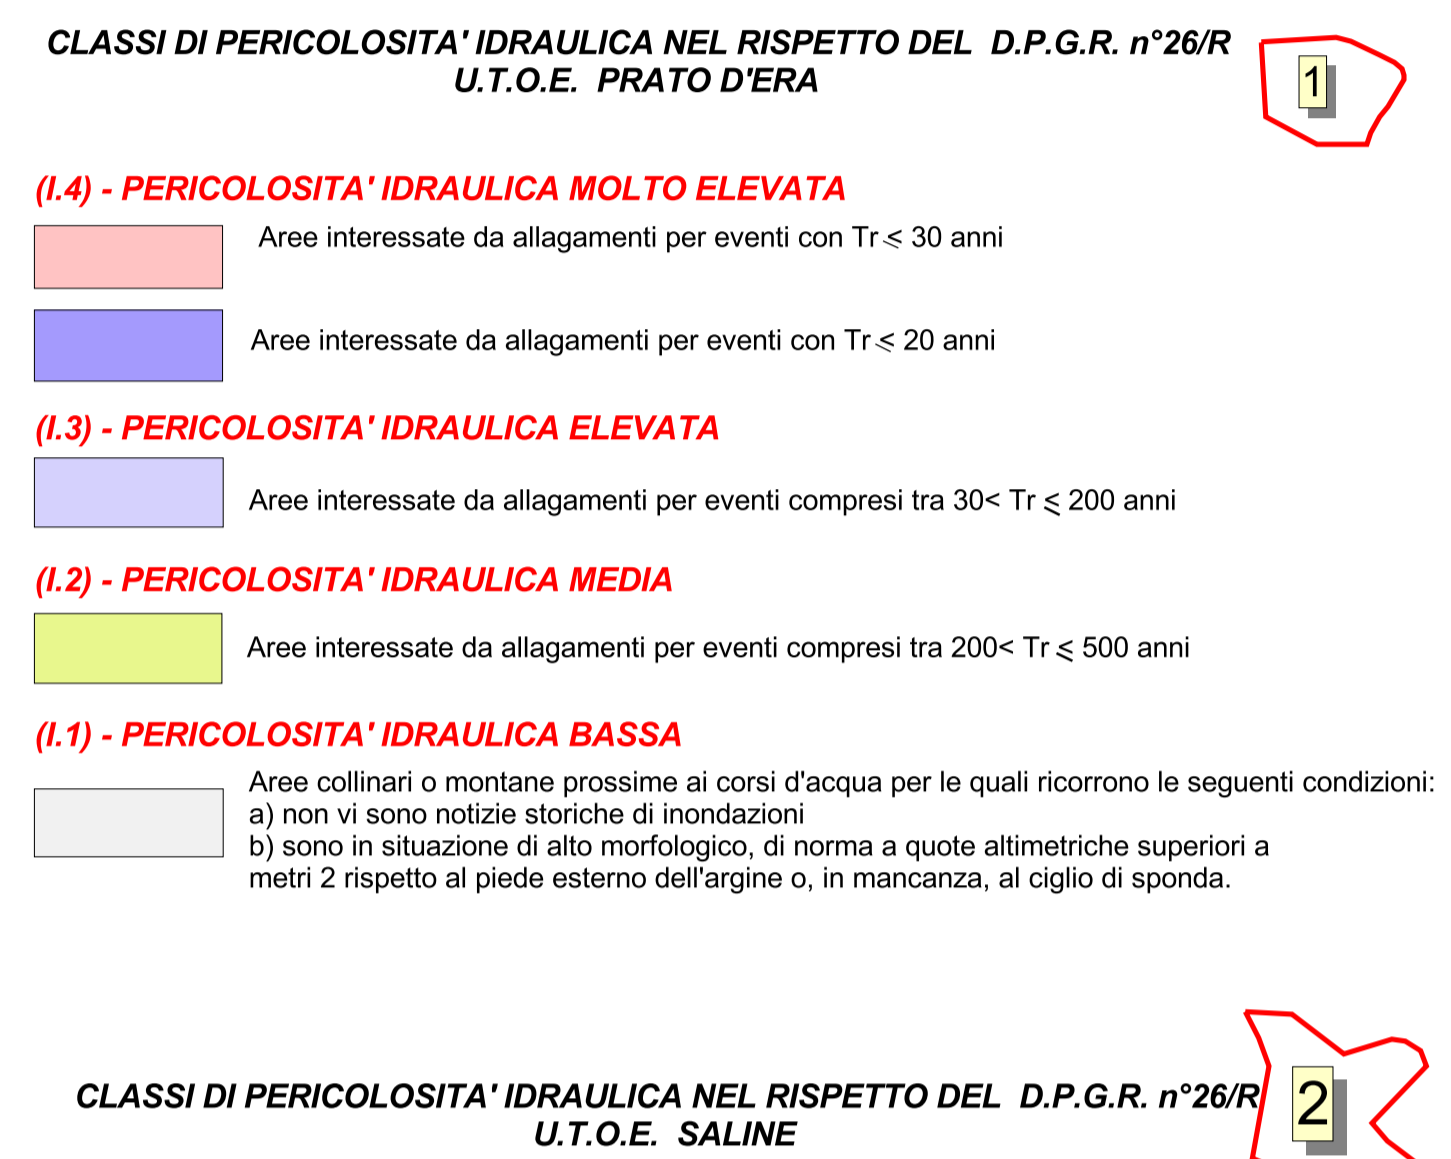 CLASSI DI PERICOLOSITA' IDRAULICA NEL RISPETTO DEL D.P.G.R. n°26/R
U.T.O.E. PRATO D'ERA
1
(I.4) - PERICOLOSITA' IDRAULICA MOLTO ELEVATA
Aree interessate da allagamenti per eventi con Tr ⩽ 30 anni
Aree interessate da allagamenti per eventi con Tr ⩽ 20 anni
(I.3) - PERICOLOSITA' IDRAULICA ELEVATA
Aree interessate da allagamenti per eventi compresi tra 30< Tr ⩽ 200 anni
(I.2) - PERICOLOSITA' IDRAULICA MEDIA
Aree interessate da allagamenti per eventi compresi tra 200< Tr ⩽ 500 anni
(I.1) - PERICOLOSITA' IDRAULICA BASSA
Aree collinari o montane prossime ai corsi d'acqua per le quali ricorrono le seguenti condizioni:
a) non vi sono notizie storiche di inondazioni
b) sono in situazione di alto morfologico, di norma a quote altimetriche superiori a
metri 2 rispetto al piede esterno dell'argine o, in mancanza, al ciglio di sponda.
CLASSI DI PERICOLOSITA' IDRAULICA NEL RISPETTO DEL D.P.G.R. n°26/R
U.T.O.E. SALINE
2